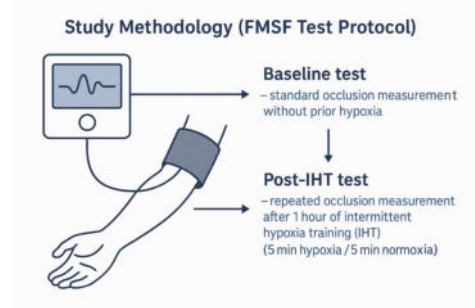 Study Methodology (FMSF Test Protocol)
Baseline test
– standard occlusion measurement
without prior hypoxia
Post-IHT test
– repeated occlusion measurement
after 1 hour of intermittent
hypoxia training (IHT)
(5 min hypoxia / 5 min normoxia)